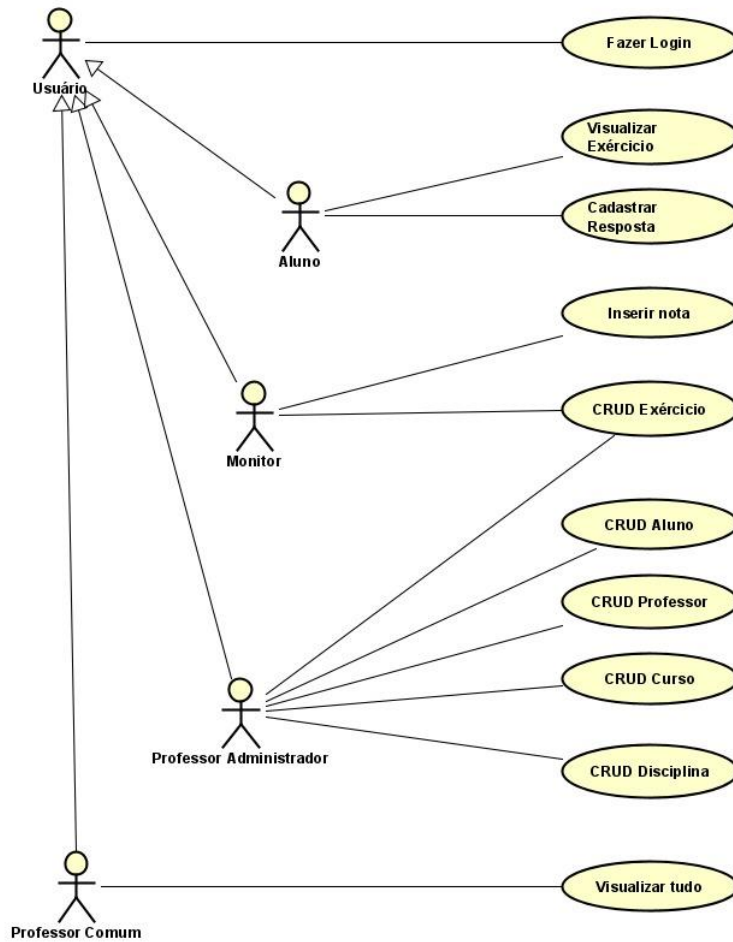 Usuário
Fazer Login
Visualizar
Exércicio
Cadastrar
Resposta
Aluno
Inserir nota
Monitor
CRUD Exércicio
CRUD Aluno
CRUD Professor
CRUD Curso
Professor Administrador
CRUD Disciplina
Professor Comum
Visualizar tudo